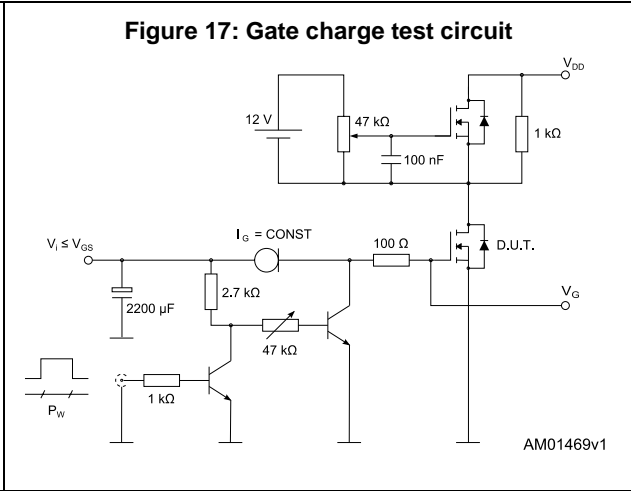 Figure 17: Gate charge test circuit
V_DD
12 V
47 kΩ
1 kΩ
100 nF
V_i ≤ V_GS
I_G = CONST
100 Ω
D.U.T.
2.7 kΩ
2200 μF
V_G
47 kΩ
1 kΩ
P_W
AM01469v1